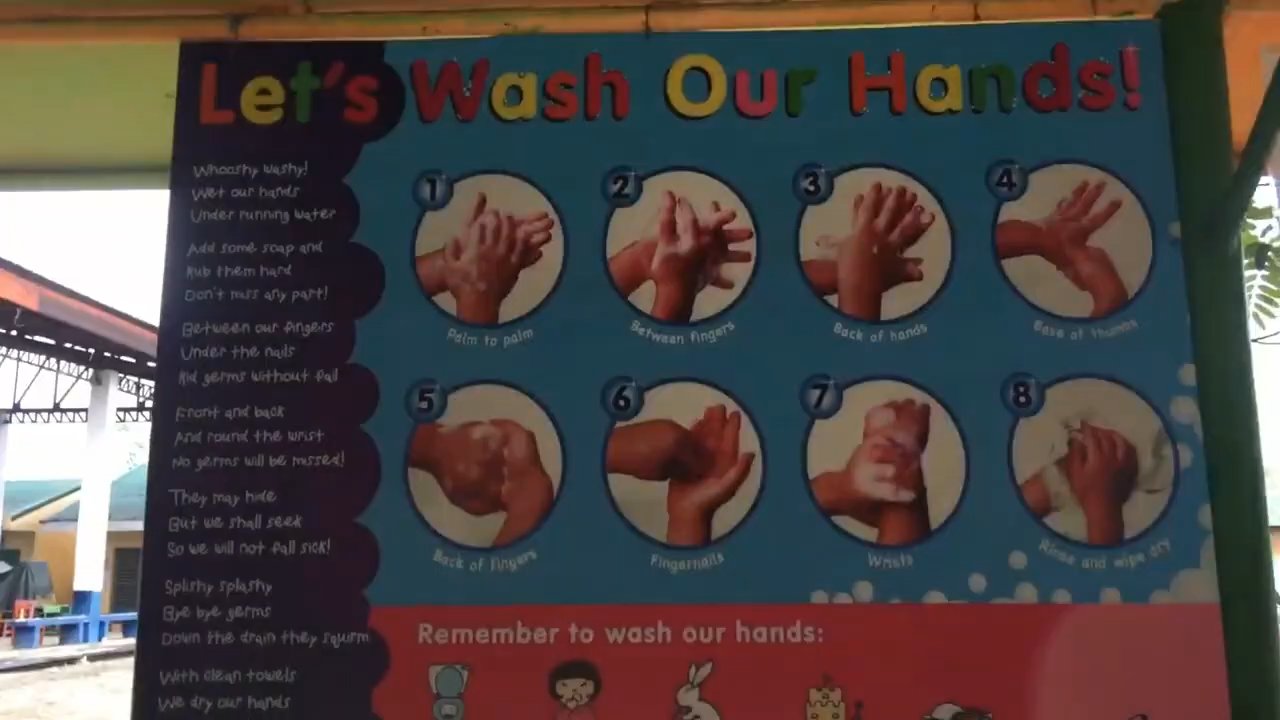 Let's Wash Our Hands!
Whooshy washy!
Wet our hands
Under running water
Add some soap and
Rub them hard
Don't miss any part!
Between our fingers
Under the nails
Rid germs without fail
Front and back
And round the wrist
No germs will be missed!
They may hide
But we shall seek
So we will not fall sick!
Splishy splashy
Bye bye germs
Down the drain they squirm
With clean towels
We dry our hands
1
Palm to palm
2
Between fingers
3
Back of hands
4
Base of thumbs
5
Back of fingers
6
Fingernails
7
Wrists
8
Rinse and wipe dry
Remember to wash our hands: